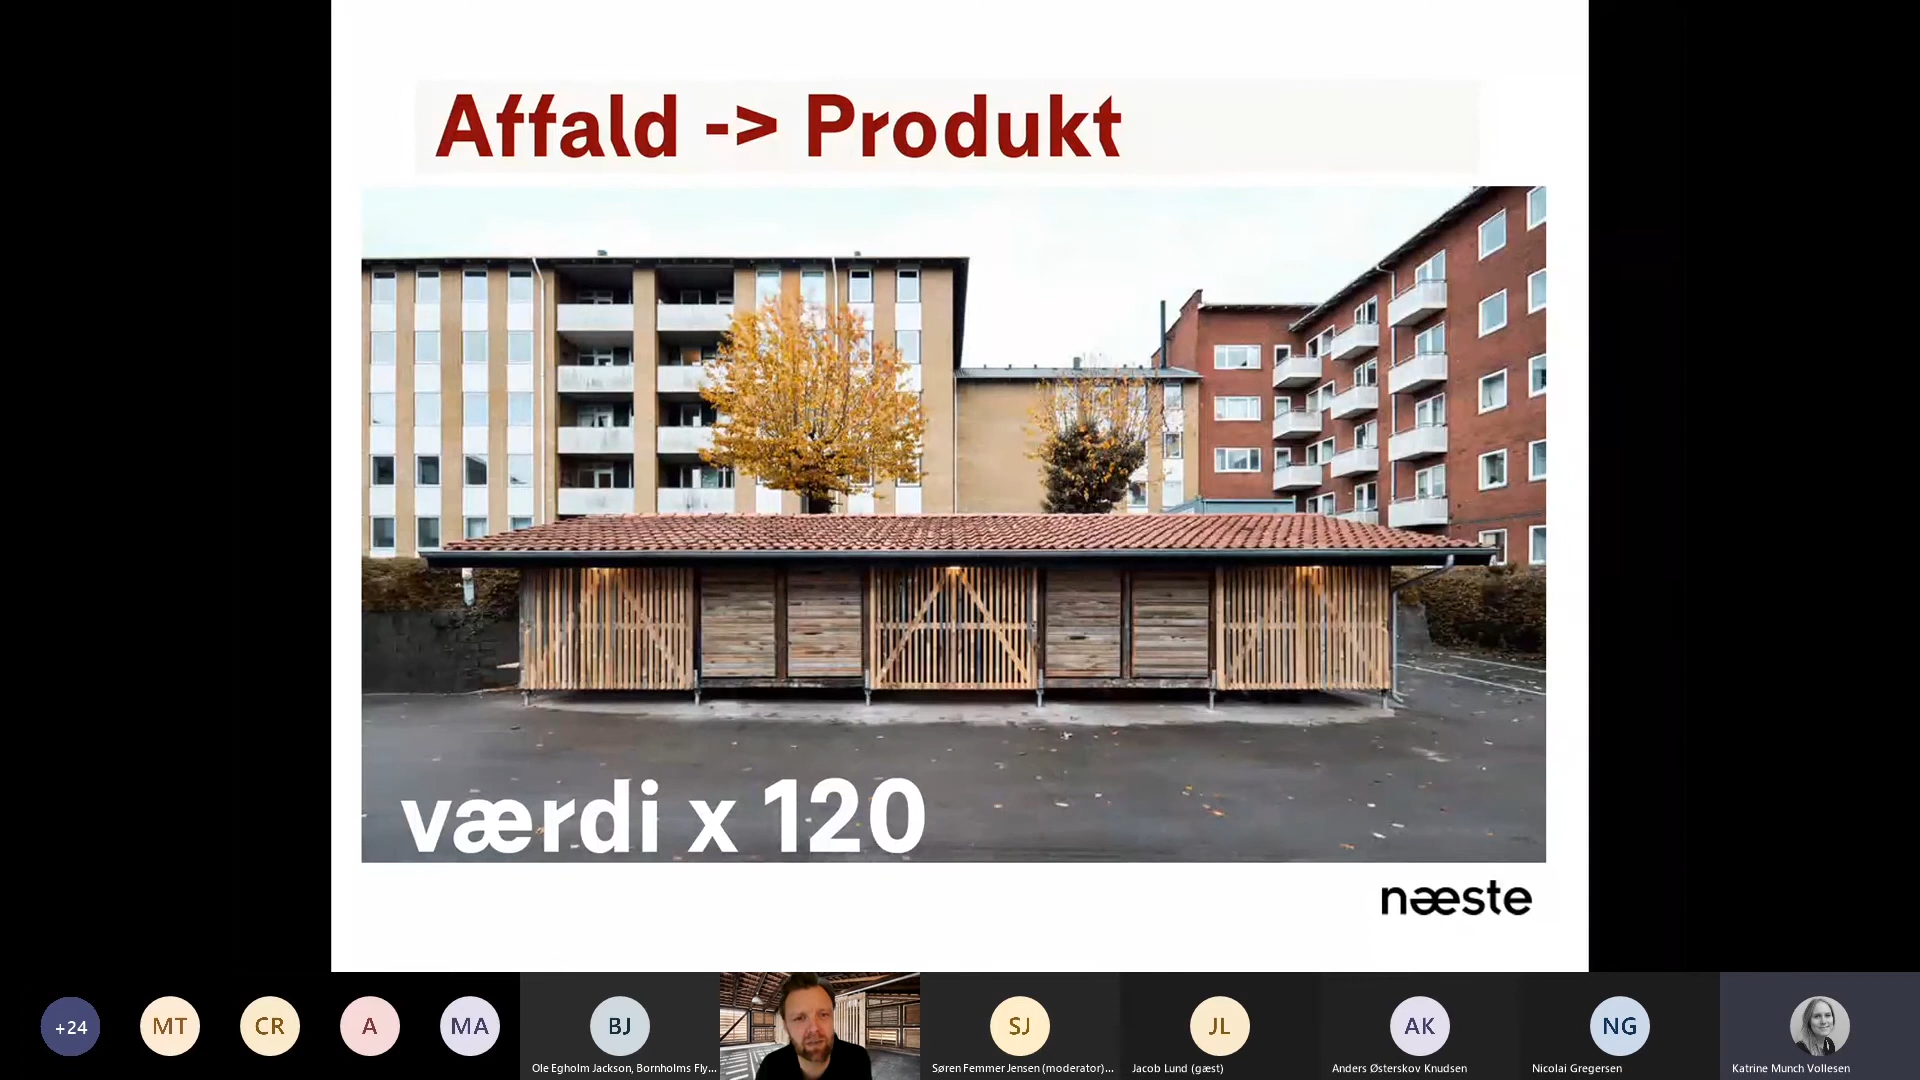 Affald -> Produkt
værdi x 120
næste
+24
MT
CR
A
MA
BJ
SJ
JL
AK
NG
Ole Egholm Jackson, Bornholms Fly...
Søren Femmer Jensen (moderator)...
Jacob Lund (gæst)
Anders Østerskov Knudsen
Nicolai Gregersen
Katrine Munch Vollesen